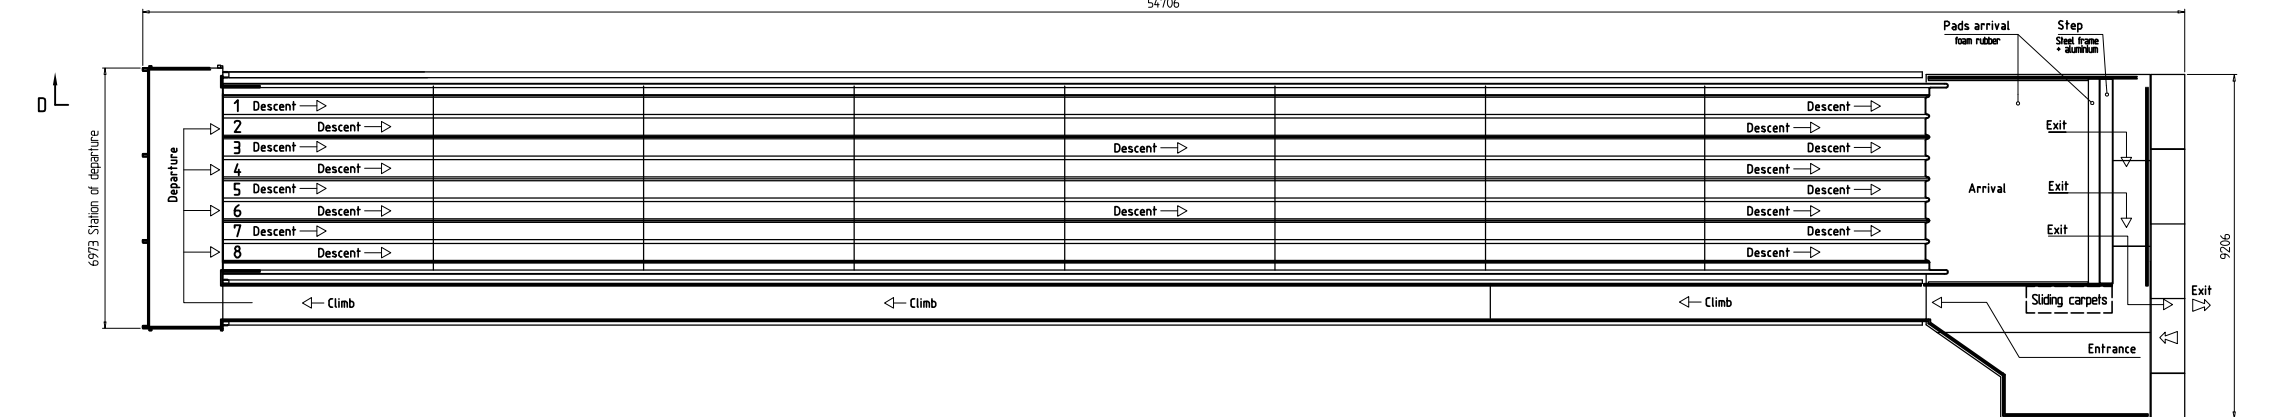 54706
Pads arrival
foam rubber
Step
Steel frame
+ aluminium
D
6973 Station of departure
Departure
1 Descent Descent
2 Descent Descent
3 Descent Descent Descent
4 Descent Descent
5 Descent Descent
6 Descent Descent Descent
7 Descent Descent
8 Descent Descent
Climb Climb Climb
Arrival
Exit
Exit
Exit
Sliding carpets
Exit
Entrance
9206